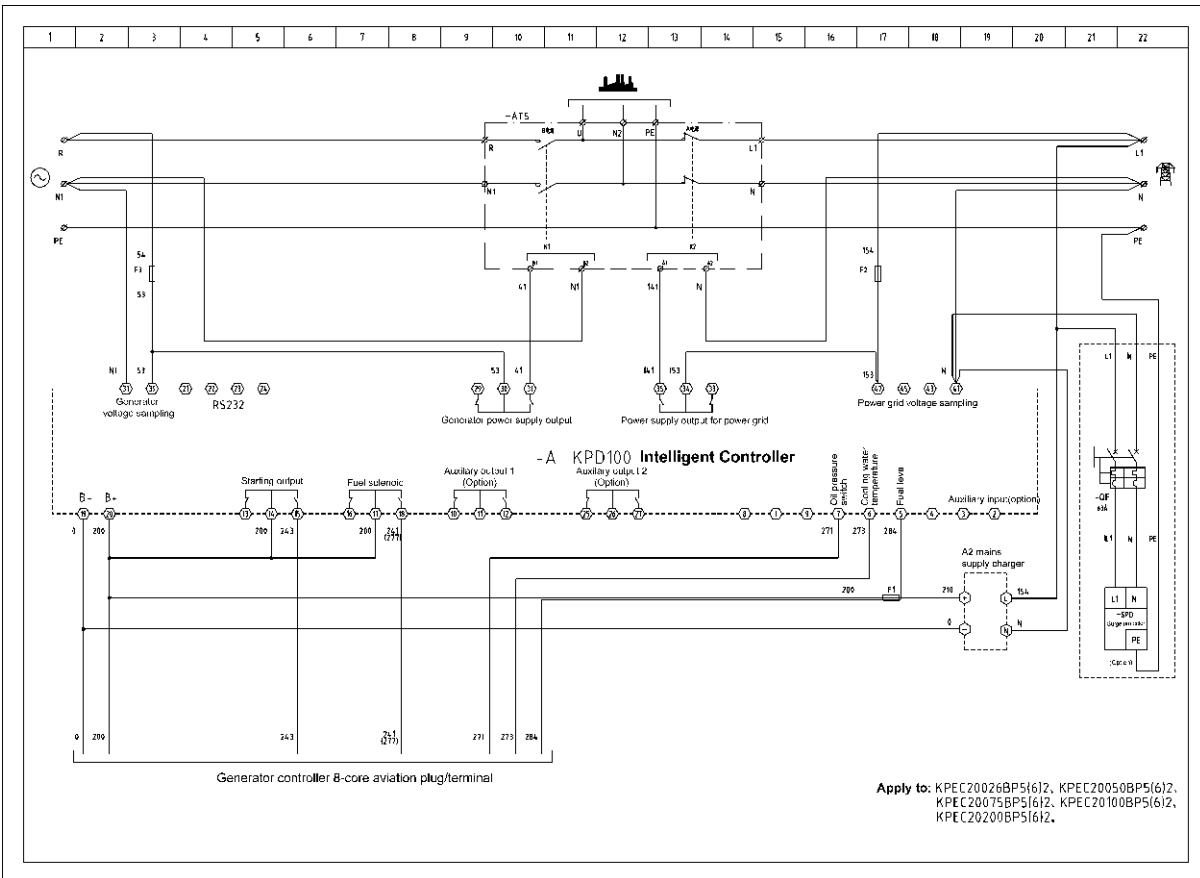 1 2 3 4 5 6 7 8 9 10 11 12 13 14 15 16 17 18 19 20 21 22
-ATS
U N2 PE
R R L1 L1
N1 N1 N N
PE PE
K1 K2
B1 B2 A1 A2
54 154
F3 F2
53
41 N1 141 N
L1 N PE
N1 53 53 41 153 153 N
31 35 21 22 23 24 29 30 31 35 34 33 47 45 43 41
Generator
voltage sampling
RS232
Generator power supply output
Power supply output for power grid
Power grid voltage sampling
-A KPD100 Intelligent Controller
B- B+
Starting output
Fuel sulenoid
Auxiliary output 1
(Option)
Auxiliary output 2
(Option)
Oil pressure
switch
Cooling water
temperature
Fuel leve
Auxiliary input(option)
19 20 13 14 15 16 17 18 10 11 12 25 26 27 8 1 9 7 6 5 4 3 2
0 200 200 243 200 241
(277)
271 273 284
-QF
63A
N PE
A2 mains
supply charger
200 F1 210 + L 154
0 - N N
L1 N
-SPD
PE
(Option)
0 200 243 241
(277)
271 273 284
Generator controller 8-core aviation plug/terminal
Apply to: KPEC20026BP5(6)2、KPEC20050BP5(6)2、
KPEC20075BP5(6)2、KPEC20100BP5(6)2、
KPEC20200BP5(6)2。